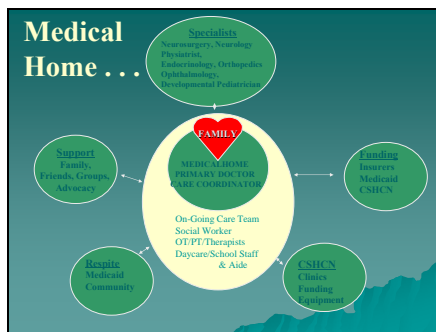 Medical
Home . . .
Specialists
Neurosurgery, Neurology
Physiatrist,
Endocrinology, Orthopedics
Ophthalmology,
Developmental Pediatrician
FAMILY
MEDICALHOME
PRIMARY DOCTOR
CARE COORDINATOR
Support
Family,
Friends, Groups,
Advocacy
Funding
Insurers
Medicaid
CSHCN
On-Going Care Team
Social Worker
OT/PT/Therapists
Daycare/School Staff
& Aide
Respite
Medicaid
Community
CSHCN
Clinics
Funding
Equipment